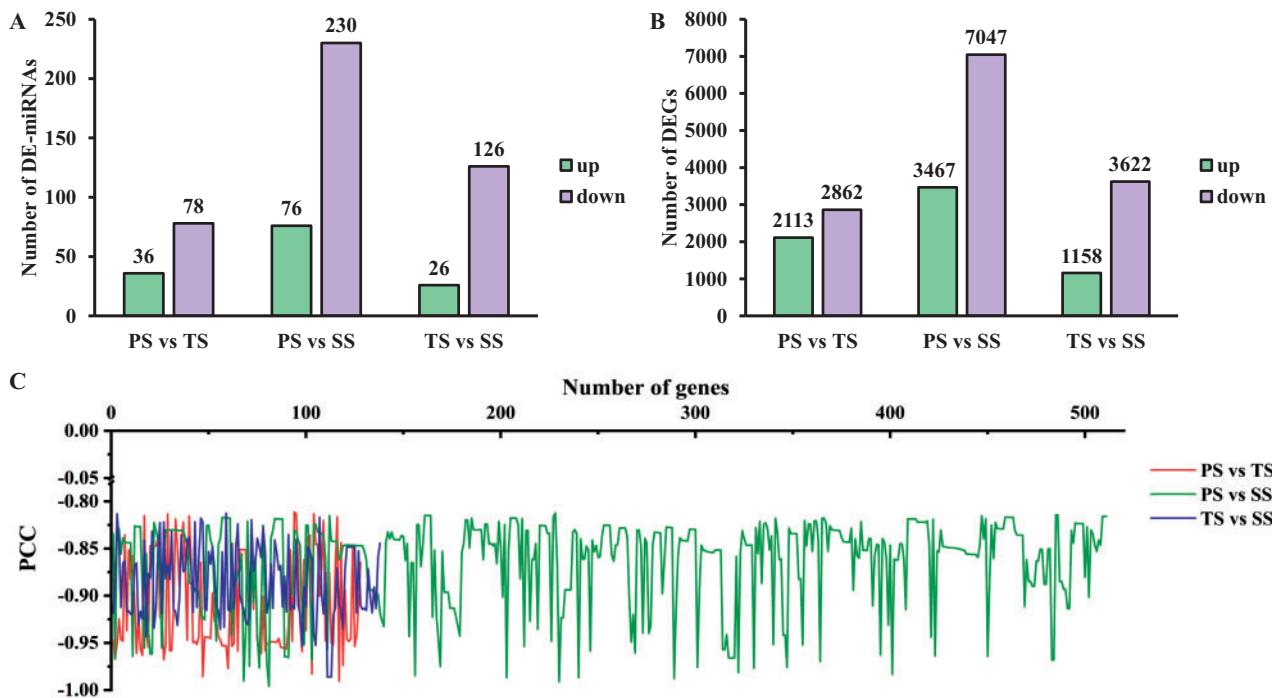 A
250
200
150
100
50
0
Number of DE-miRNAs
36
78
76
230
26
126
PS vs TS
PS vs SS
TS vs SS
up
down
B
8000
7000
6000
5000
4000
3000
2000
1000
0
Number of DEGs
2113
2862
3467
7047
1158
3622
PS vs TS
PS vs SS
TS vs SS
up
down
C
Number of genes
0
100
200
300
400
500
0.00
-0.05
-0.80
-0.85
-0.90
-0.95
-1.00
PCC
PS vs TS
PS vs SS
TS vs SS